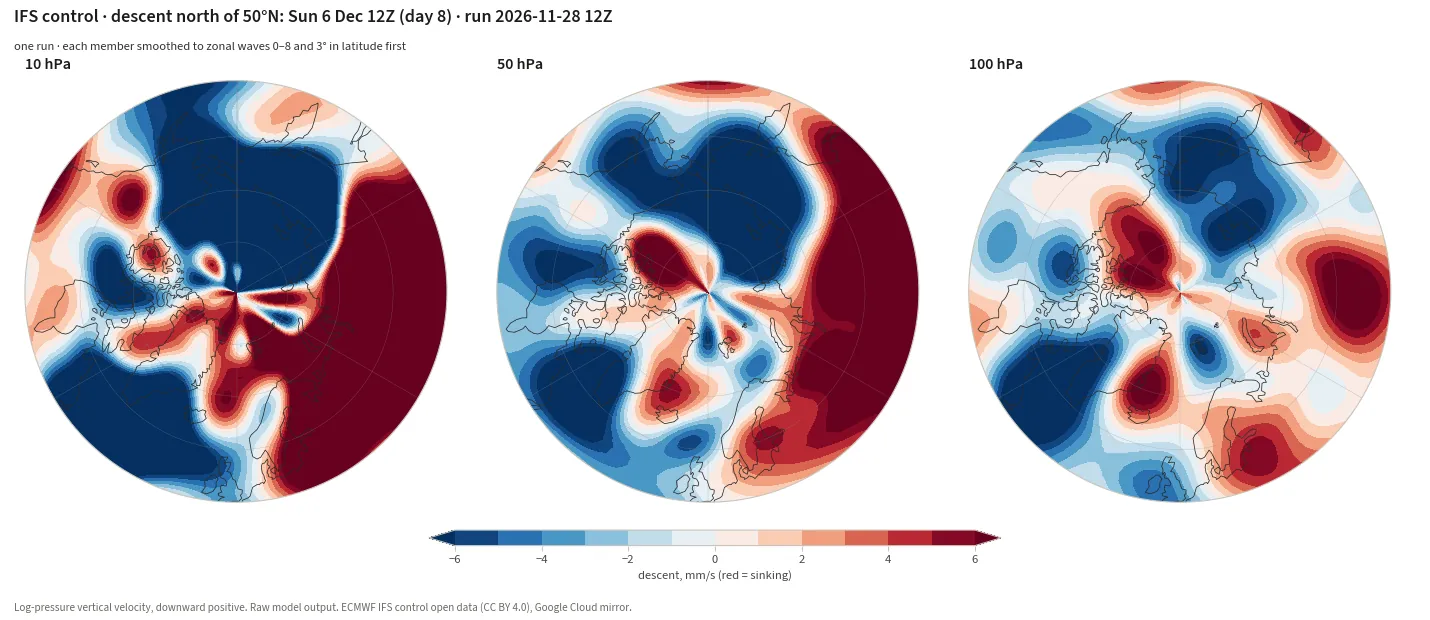 IFS control · descent north of 50°N: Sun 6 Dec 12Z (day 8) · run 2026-11-28 12Z
one run · each member smoothed to zonal waves 0–8 and 3° in latitude first
10 hPa
50 hPa
100 hPa
−6 −4 −2 0 2 4 6
descent, mm/s (red = sinking)
Log-pressure vertical velocity, downward positive. Raw model output. ECMWF IFS control open data (CC BY 4.0), Google Cloud mirror.